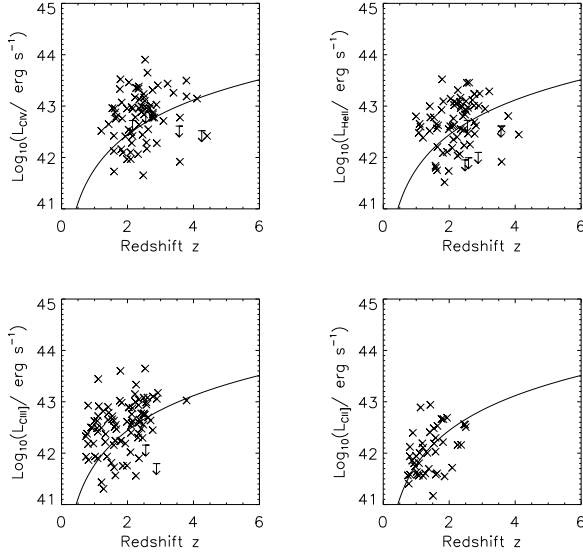 45
44
43
42
41
Log10(LCIV/ erg s−1)
0 2 4 6
Redshift z
45
44
43
42
41
Log10(LHeII/ erg s−1)
0 2 4 6
Redshift z
45
44
43
42
41
Log10(LCIII]/ erg s−1)
0 2 4 6
Redshift z
45
44
43
42
41
Log10(LCII]/ erg s−1)
0 2 4 6
Redshift z